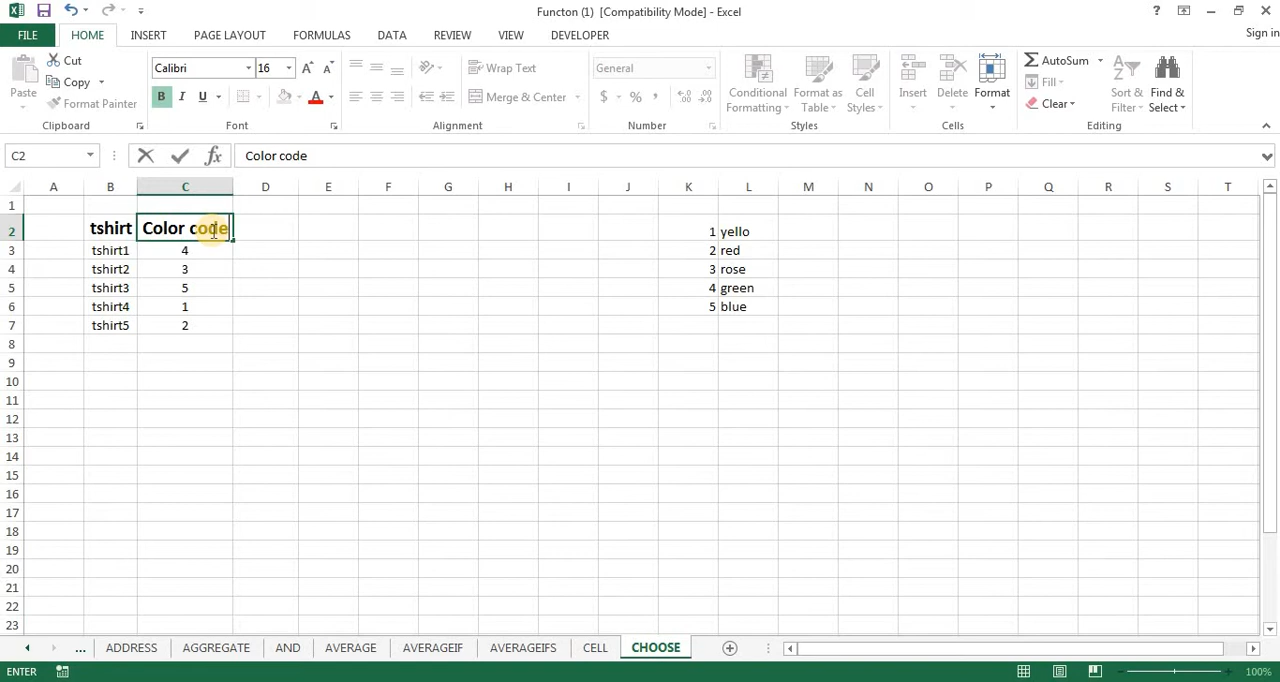 Functon (1) [Compatibility Mode] - Excel
Sign in
FILE HOME INSERT PAGE LAYOUT FORMULAS DATA REVIEW VIEW DEVELOPER
Paste
Cut
Copy
Format Painter
Clipboard
Calibri 16
B I U
Font
Wrap Text
Merge & Center
Alignment
General
$ % ,
Number
Conditional Formatting
Format as Table
Cell Styles
Styles
Insert
Delete
Format
Cells
AutoSum
Fill
Clear
Sort & Filter
Find & Select
Editing
C2 fx Color code
A B C D E F G H I J K L M N O P Q R S T
1
2 tshirt Color code 1 yello
3 tshirt1 4 2 red
4 tshirt2 3 3 rose
5 tshirt3 5 4 green
6 tshirt4 1 5 blue
7 tshirt5 2
8
9
10
11
12
13
14
15
16
17
18
19
20
21
22
23
... ADDRESS AGGREGATE AND AVERAGE AVERAGEIF AVERAGEIFS CELL CHOOSE
ENTER 100%